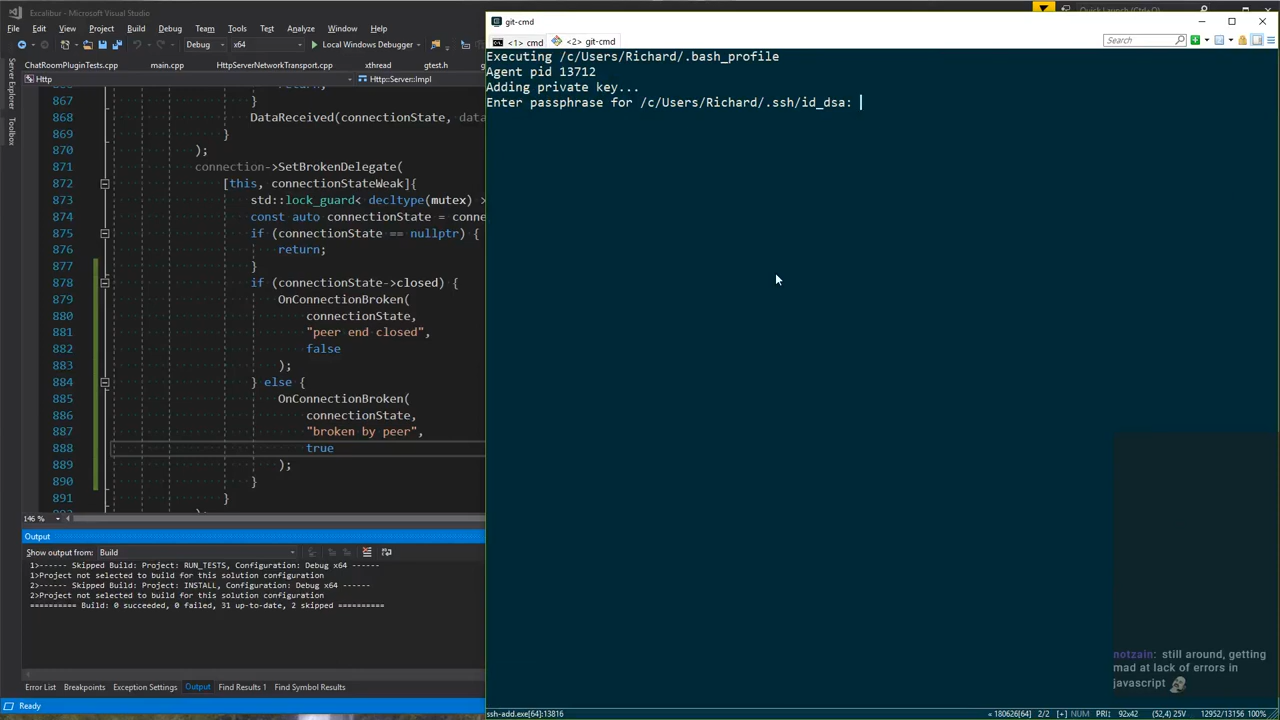 Excalibur - Microsoft Visual Studio
Quick Launch (Ctrl+Q)
git-cmd
File Edit View Project Build Debug Team Tools Test Analyze Window Help
<1> cmd <2> git-cmd
Search
Debug x64 Local Windows Debugger
ChatRoomPluginTests.cpp main.cpp HttpServerNetworkTransport.cpp xthread
Http Http::Server::Impl
Server Explorer
Toolbox
867 }
868 DataReceived(connectionState, data
869 }
870 );
871 connection->SetBrokenDelegate(
872 [this, connectionStateWeak]{
873 std::lock_guard< decltype(mutex) >
874 const auto connectionState = conne
875 if (connectionState == nullptr) {
876 return;
877 }
878 if (connectionState->closed) {
879 OnConnectionBroken(
880 connectionState,
881 "peer end closed",
882 false
883 );
884 } else {
885 OnConnectionBroken(
886 connectionState,
887 "broken by peer",
888 true
889 );
890 }
891 }
146 %
Executing /c/Users/Richard/.bash_profile
Agent pid 13712
Adding private key...
Enter passphrase for /c/Users/Richard/.ssh/id_dsa:
Output
Show output from: Build
1>------ Skipped Build: Project: RUN_TESTS, Configuration: Debug x64 ------
1>Project not selected to build for this solution configuration
2>------ Skipped Build: Project: INSTALL, Configuration: Debug x64 ------
2>Project not selected to build for this solution configuration
========== Build: 0 succeeded, 0 failed, 31 up-to-date, 2 skipped ==========
notzain: still around, getting
mad at lack of errors in
javascript
Error List Breakpoints Exception Settings Output Find Results 1 Find Symbol Results
Ready
ssh-add.exe[64]:13816
« 180626[64] 2/2 [+] NUM PRI: 92x42 (52,4) 25V 12952/13156 100%